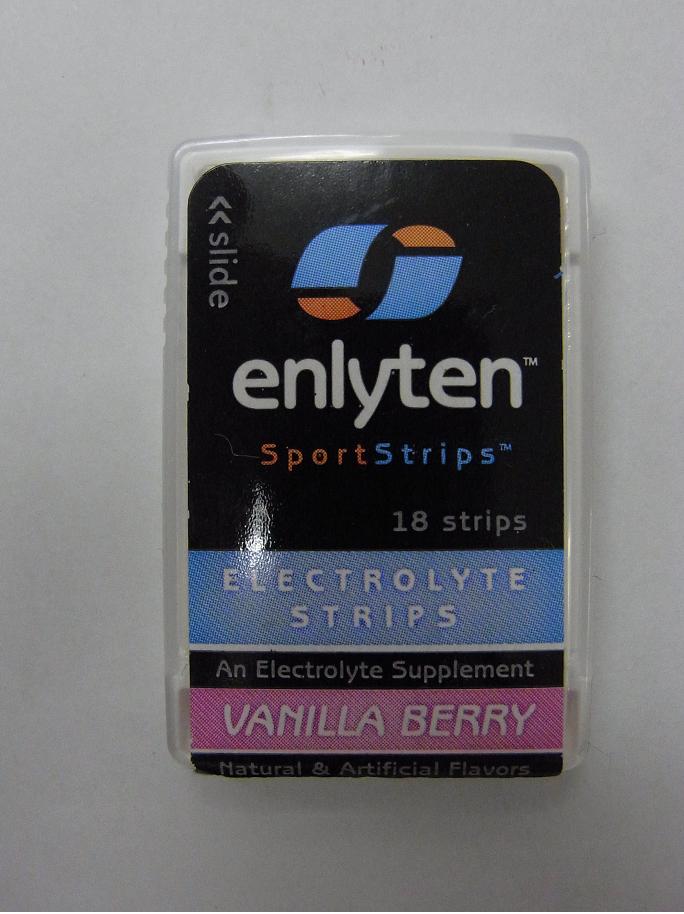 << slide
enlyten™
SportStrips™
18 strips
ELECTROLYTE
STRIPS
An Electrolyte Supplement
VANILLA BERRY
Natural & Artificial Flavors